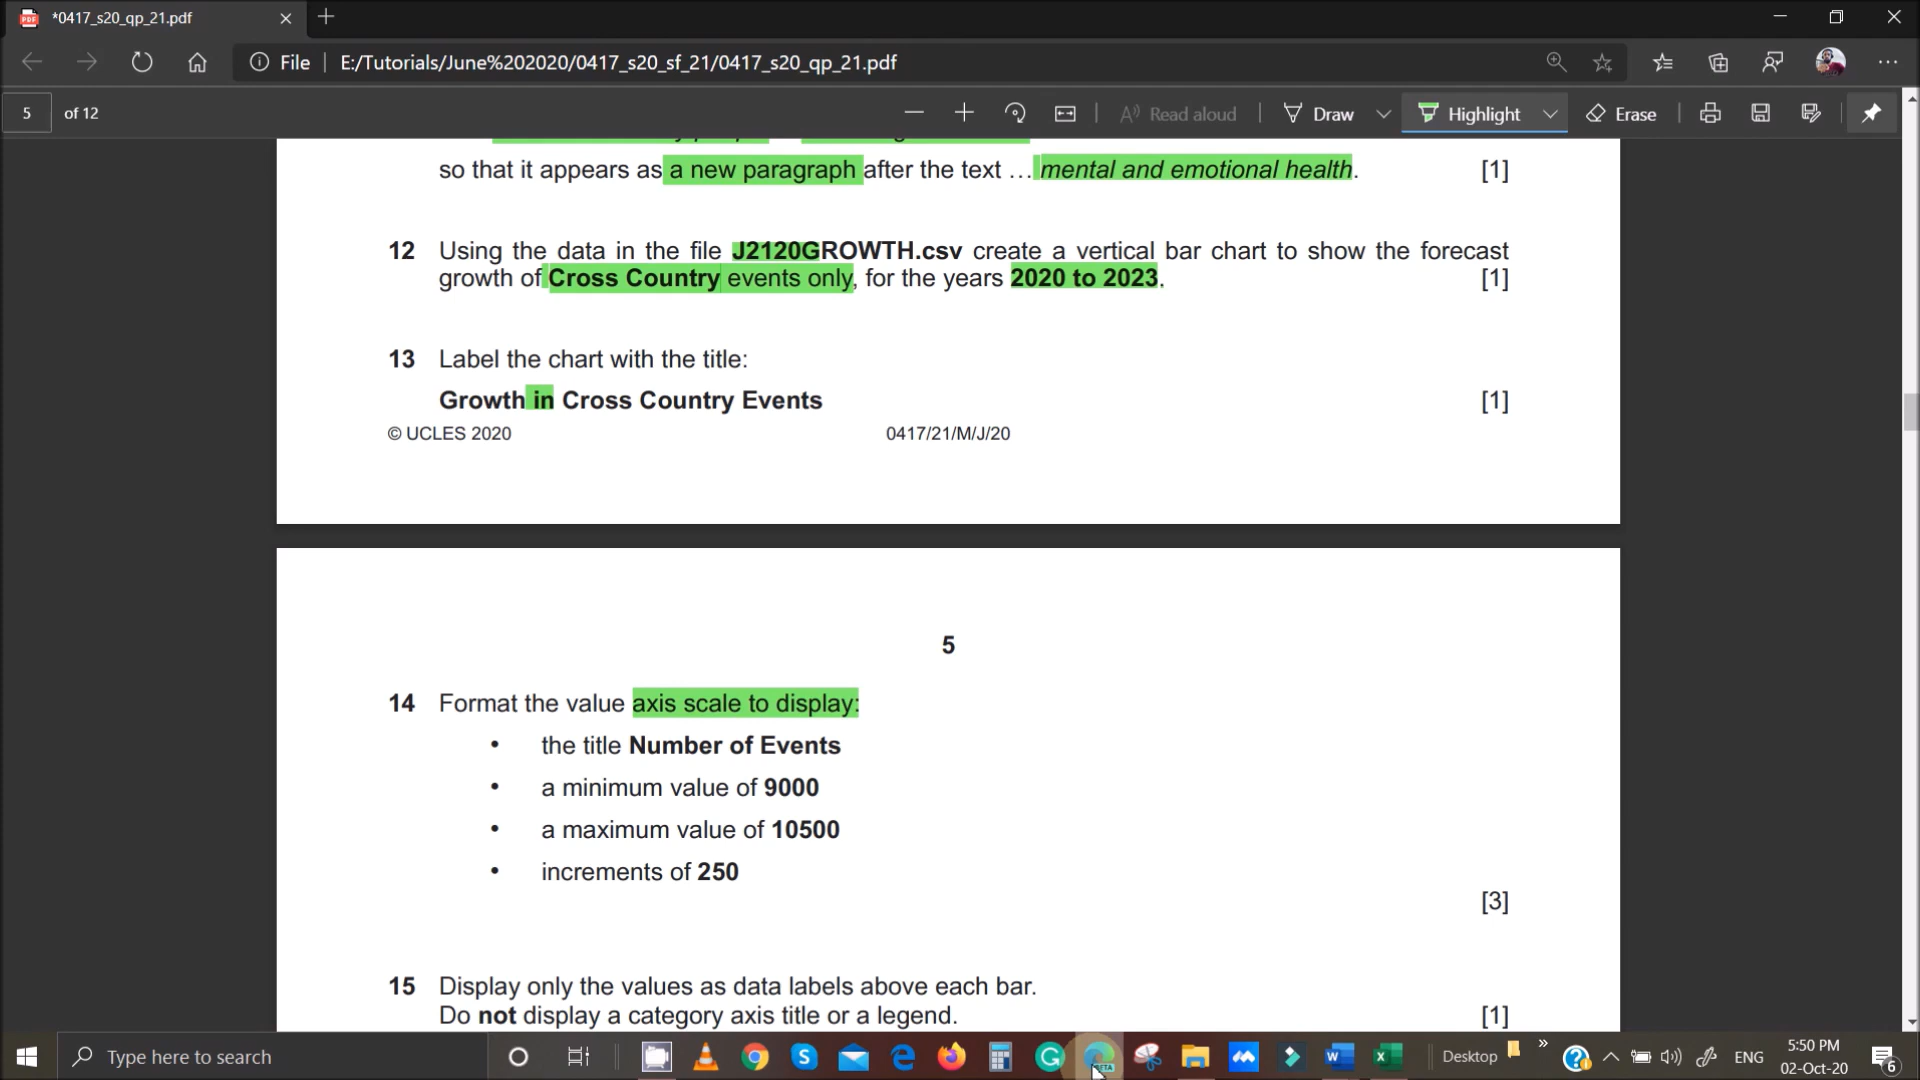 *0417_s20_qp_21.pdf
File
E:/Tutorials/June%202020/0417_s20_sf_21/0417_s20_qp_21.pdf
5 of 12
Read aloud
Draw
Highlight
Erase
so that it appears as a new paragraph after the text … mental and emotional health. [1]
12 Using the data in the file J2120GROWTH.csv create a vertical bar chart to show the forecast
growth of Cross Country events only, for the years 2020 to 2023. [1]
13 Label the chart with the title:
Growth in Cross Country Events [1]
© UCLES 2020 0417/21/M/J/20
5
14 Format the value axis scale to display:
• the title Number of Events
• a minimum value of 9000
• a maximum value of 10500
• increments of 250
[3]
15 Display only the values as data labels above each bar.
Do not display a category axis title or a legend. [1]
Type here to search
BETA
Desktop
ENG
5:50 PM
02-Oct-20
6